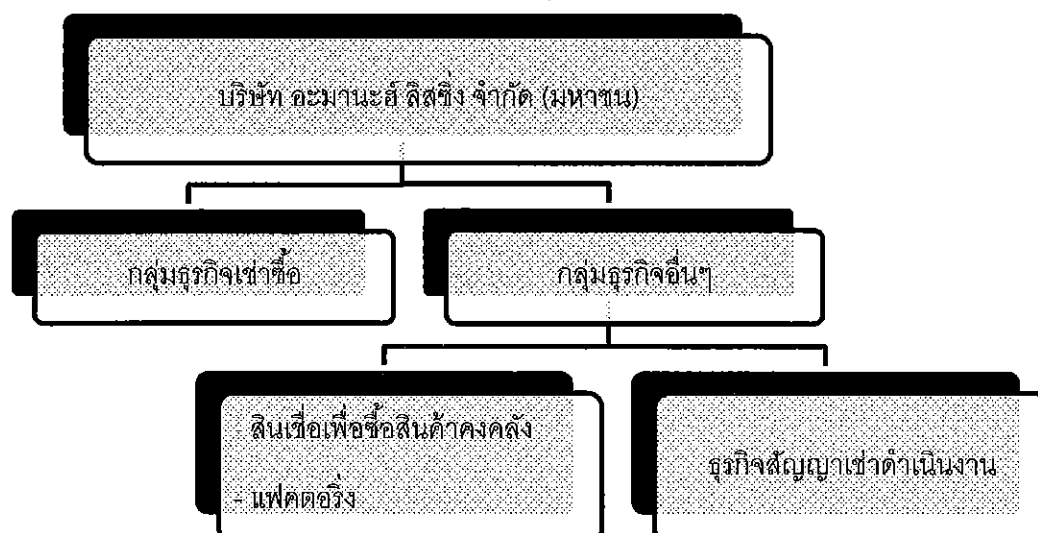 บริษัท อะมานะฮ์ ลิสซิ่ง จำกัด (มหาชน)
กลุ่มธุรกิจเช่าซื้อ
กลุ่มธุรกิจอื่นๆ
- สินเชื่อเพื่อซื้อสินค้าคงคลัง
- แฟคตอริ่ง
ธุรกิจสัญญาเช่าดำเนินงาน